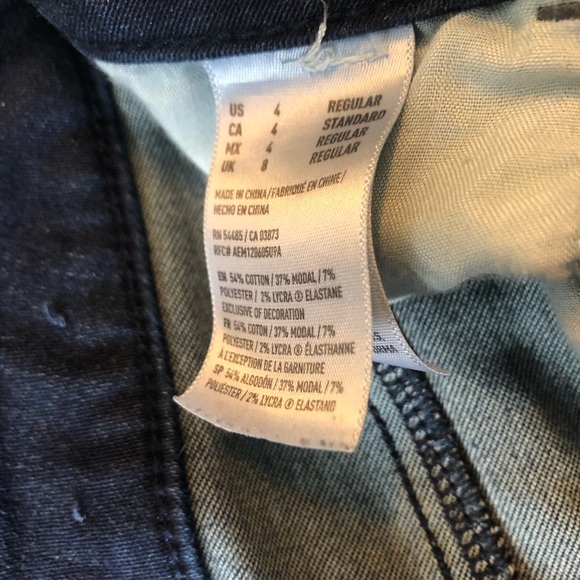 US 4 REGULAR
CA 4 STANDARD
MX 4 REGULAR
UK 8 REGULAR
MADE IN CHINA/FABRIQUÉ EN CHINE/
HECHO EN CHINA
RN 54485/CA 03873
RFC# AEM120605U9A
EN 54% COTTON/37% MODAL/7%
POLYESTER/2% LYCRA ® ELASTANE
EXCLUSIVE OF DECORATION
FR 54% COTON/37% MODAL/7%
POLYESTER/2% LYCRA ® ÉLASTHANNE
À L'EXCEPTION DE LA GARNITURE
SP 54% ALGODÓN/37% MODAL/7%
POLIÉSTER/2% LYCRA ® ELASTANO